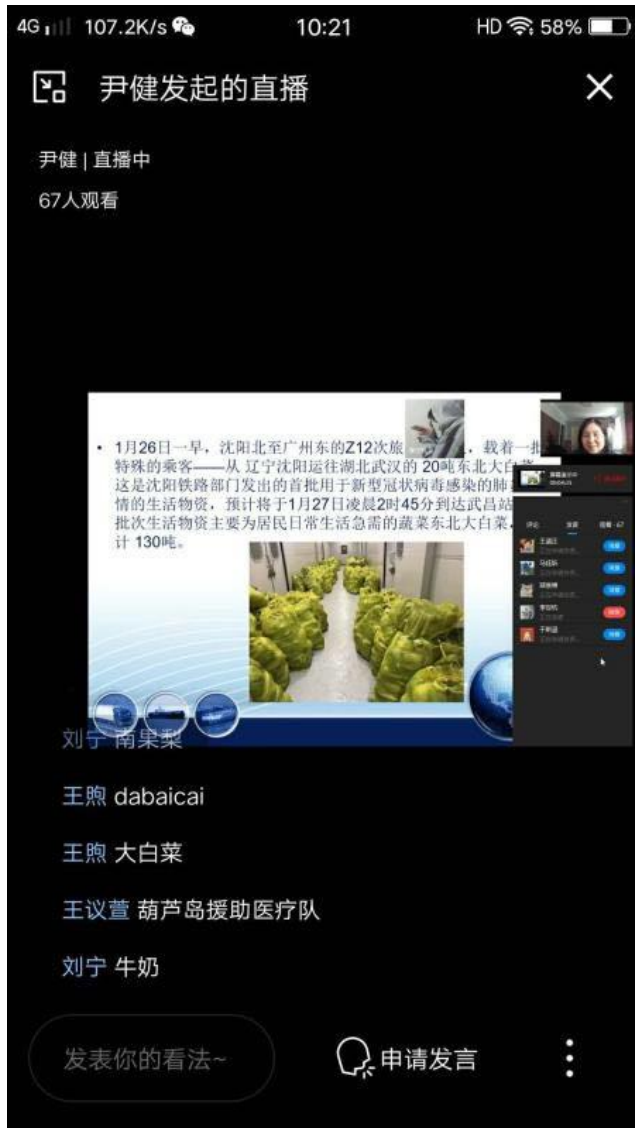 4G 107.2K/s 10:21 HD 58%
尹健发起的直播
尹健 | 直播中
67人观看
• 1月26日一早，沈阳北至广州东的Z12次旅 ，载着一批
特殊的乘客——从 辽宁沈阳运往湖北武汉的 20吨东北大白菜
这是沈阳铁路部门发出的首批用于新型冠状病毒感染的肺
情的生活物资，预计将于1月27日凌晨2时45分到达武昌站
批次生活物资主要为居民日常生活急需的蔬菜东北大白菜，
计 130吨。
评论 发言 观看·67
刘宁 南果梨
王煦 dabaicai
王煦 大白菜
王议萱 葫芦岛援助医疗队
刘宁 牛奶
发表你的看法~ 申请发言